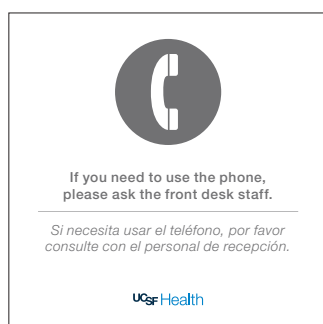 If you need to use the phone,
please ask the front desk staff.
Si necesita usar el teléfono, por favor
consulte con el personal de recepción.
UCSF Health